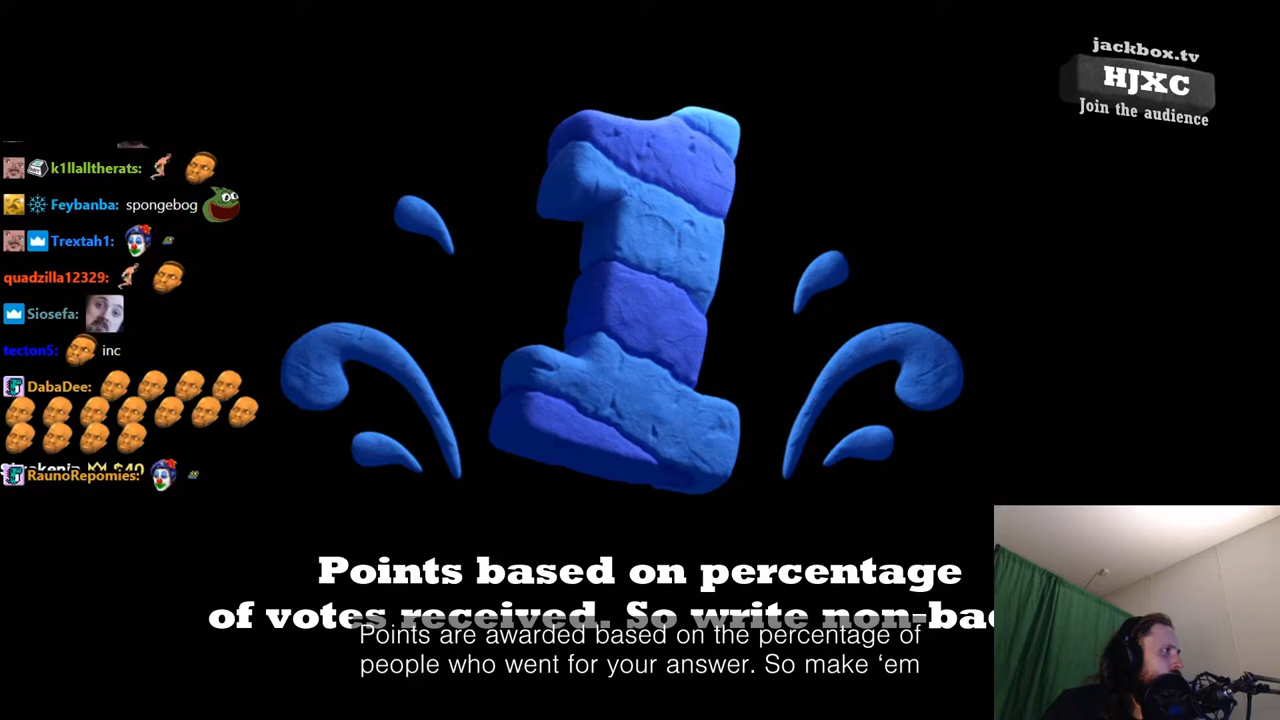 jackbox.tv
HJXC
Join the audience
k1llalltherats:
Feybanba: spongebog
Trextah1:
quadzilla12329:
Siosefa:
tecton5: inc
DabaDee:
$40
RaunoRepomies:
1
Points based on percentage
of votes received. So write non-bad
Points are awarded based on the percentage of
people who went for your answer. So make ‘em